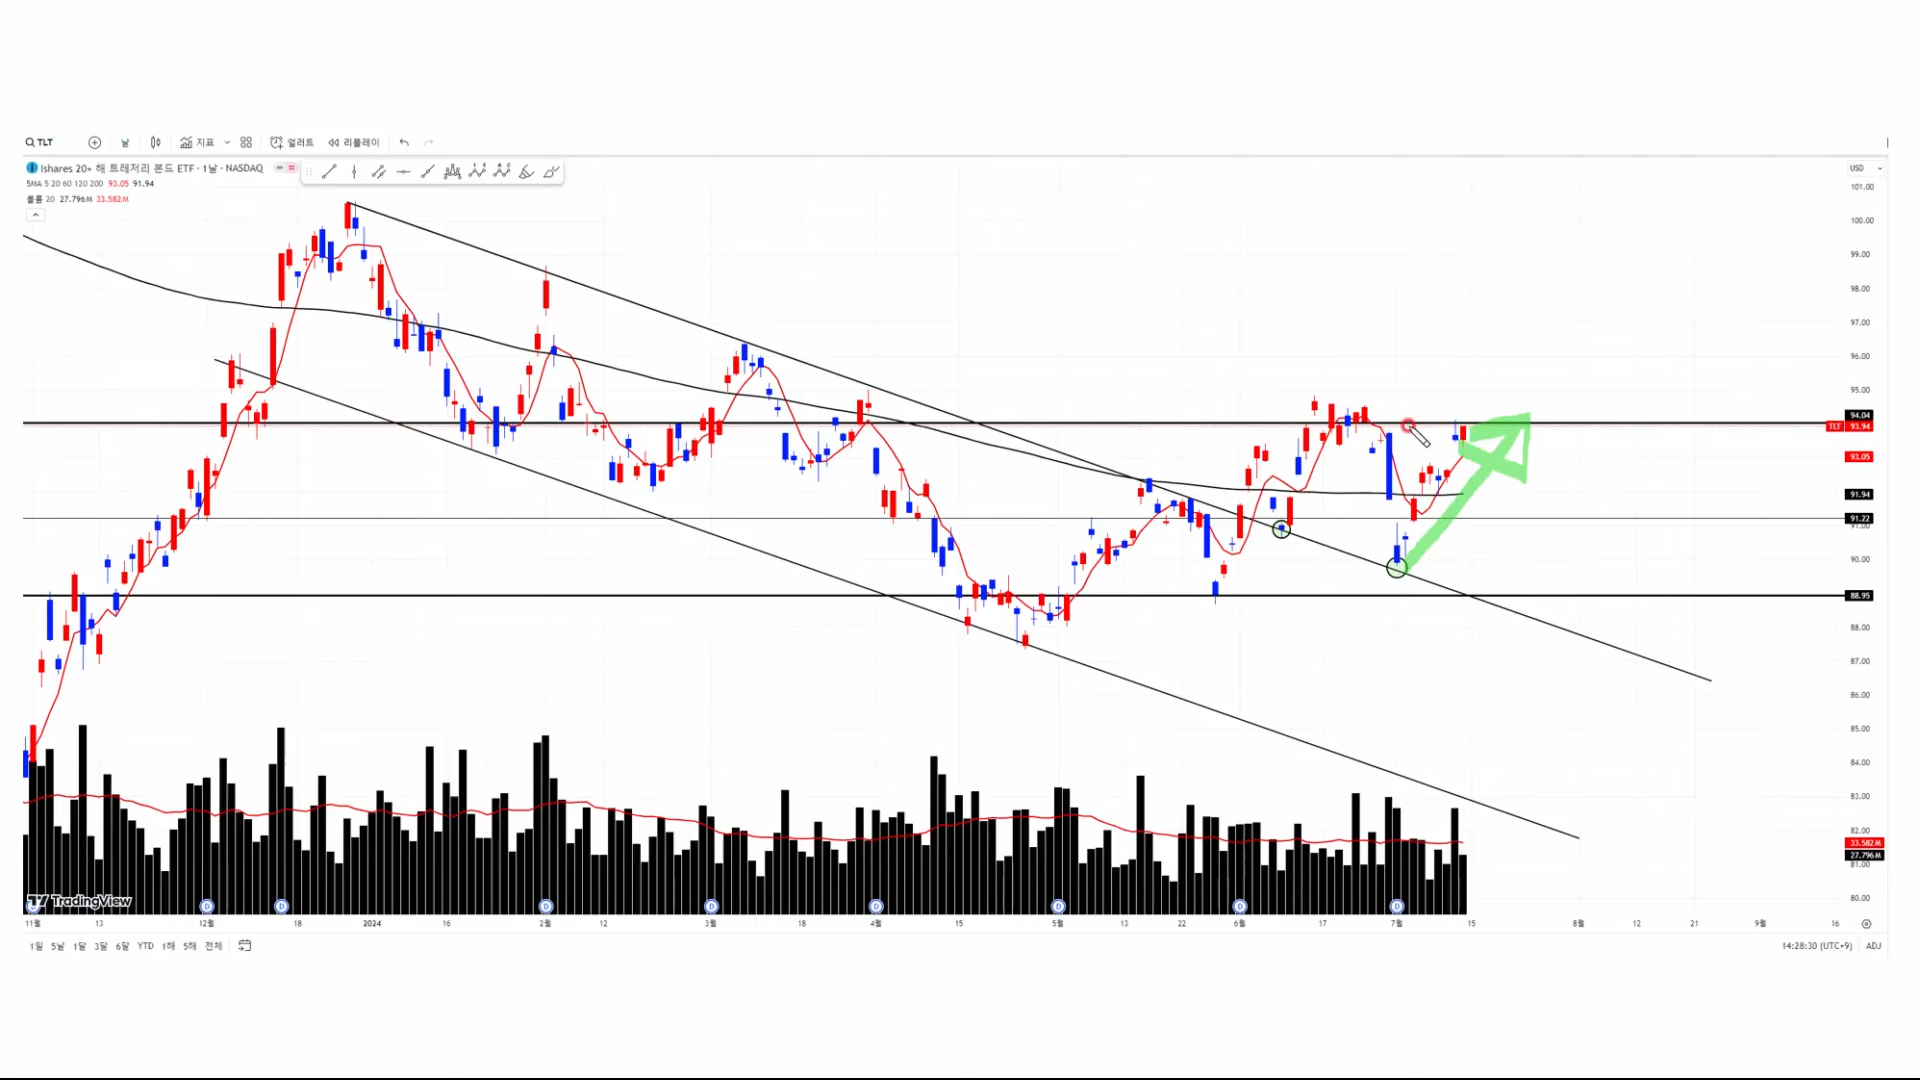 TLT 날 지표 얼러트 리플레이
Ishares 20+ 해 트레저리 본드 ETF · 1날 · NASDAQ
USD
5MA 5 20 60 120 200 93.05 91.94
볼륨 20 27.796M 33.582M
101.00
100.00
99.00
98.00
97.00
96.00
95.00
94.04
TLT 93.94
93.05
91.94
91.22
91.00
90.00
88.95
88.00
87.00
86.00
85.00
84.00
83.00
82.00
33.582M
27.796M
81.00
80.00
TradingView
D D D D D D D D D
11월 13 12월 18 2024 16 2월 12 3월 18 4월 15 5월 13 22 6월 17 7월 15 8월 12 21 9월 16
1일 5날 1달 3달 6달 YTD 1해 5해 전체 14:28:30 (UTC+9) ADJ